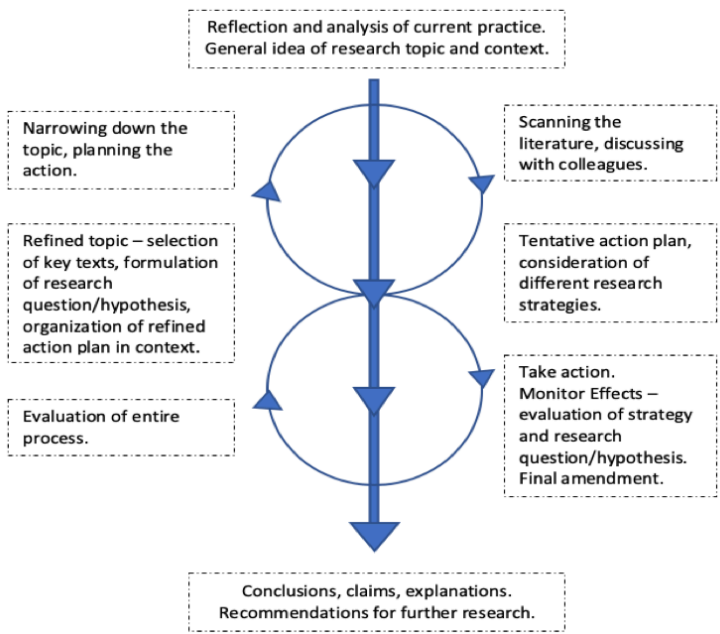 Reflection and analysis of current practice.
General idea of research topic and context.
Narrowing down the
topic, planning the
action.
Scanning the
literature, discussing
with colleagues.
Refined topic – selection
of key texts, formulation
of research
question/hypothesis,
organization of refined
action plan in context.
Tentative action plan,
consideration of
different research
strategies.
Evaluation of entire
process.
Take action.
Monitor Effects –
evaluation of strategy
and research
question/hypothesis.
Final amendment.
Conclusions, claims, explanations.
Recommendations for further research.